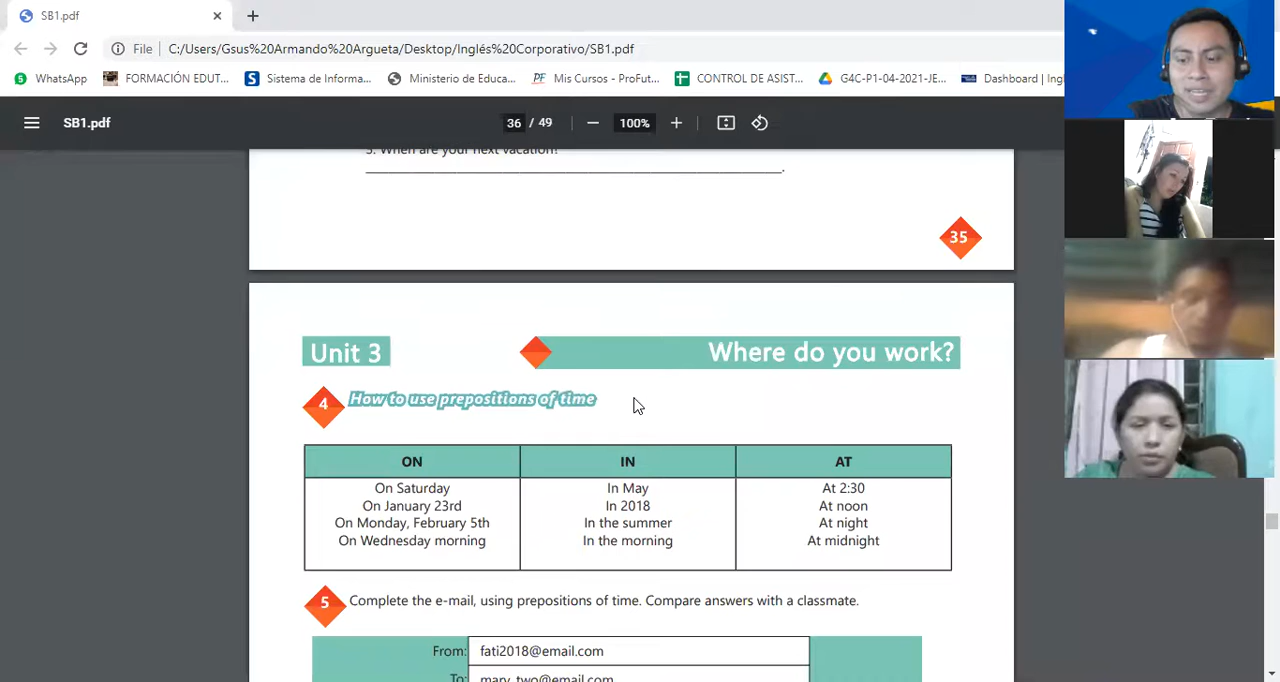 SB1.pdf
File
C:/Users/Gsus%20Armando%20Argueta/Desktop/Inglés%20Corporativo/SB1.pdf
WhatsApp
FORMACIÓN EDUT...
Sistema de Informa...
Ministerio de Educa...
Mis Cursos - ProFut...
CONTROL DE ASIST...
G4C-P1-04-2021-JE...
Dashboard | Ingl
SB1.pdf
36 / 49
100%
5. When are your next vacation?
35
Unit 3
Where do you work?
4 How to use prepositions of time
ON IN AT
On Saturday In May At 2:30
On January 23rd In 2018 At noon
On Monday, February 5th In the summer At night
On Wednesday morning In the morning At midnight
5 Complete the e-mail, using prepositions of time. Compare answers with a classmate.
From: fati2018@email.com
To: mary_two@email.com